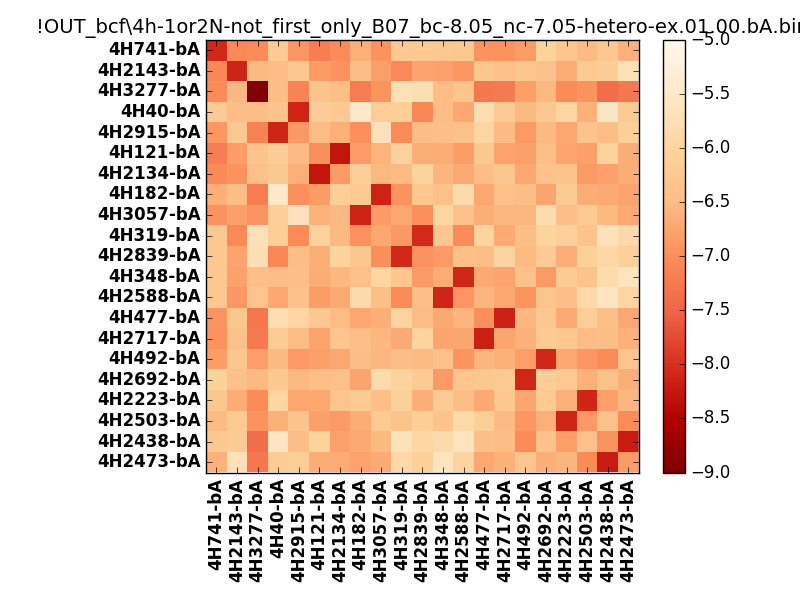 !OUT_bcf\4h-1or2N-not_first_only_B07_bc-8.05_nc-7.05-hetero-ex.01.00.bA.bin
4H741-bA
4H2143-bA
4H3277-bA
4H40-bA
4H2915-bA
4H121-bA
4H2134-bA
4H182-bA
4H3057-bA
4H319-bA
4H2839-bA
4H348-bA
4H2588-bA
4H477-bA
4H2717-bA
4H492-bA
4H2692-bA
4H2223-bA
4H2503-bA
4H2438-bA
4H2473-bA
4H741-bA
4H2143-bA
4H3277-bA
4H40-bA
4H2915-bA
4H121-bA
4H2134-bA
4H182-bA
4H3057-bA
4H319-bA
4H2839-bA
4H348-bA
4H2588-bA
4H477-bA
4H2717-bA
4H492-bA
4H2692-bA
4H2223-bA
4H2503-bA
4H2438-bA
4H2473-bA
−5.0
−5.5
−6.0
−6.5
−7.0
−7.5
−8.0
−8.5
−9.0